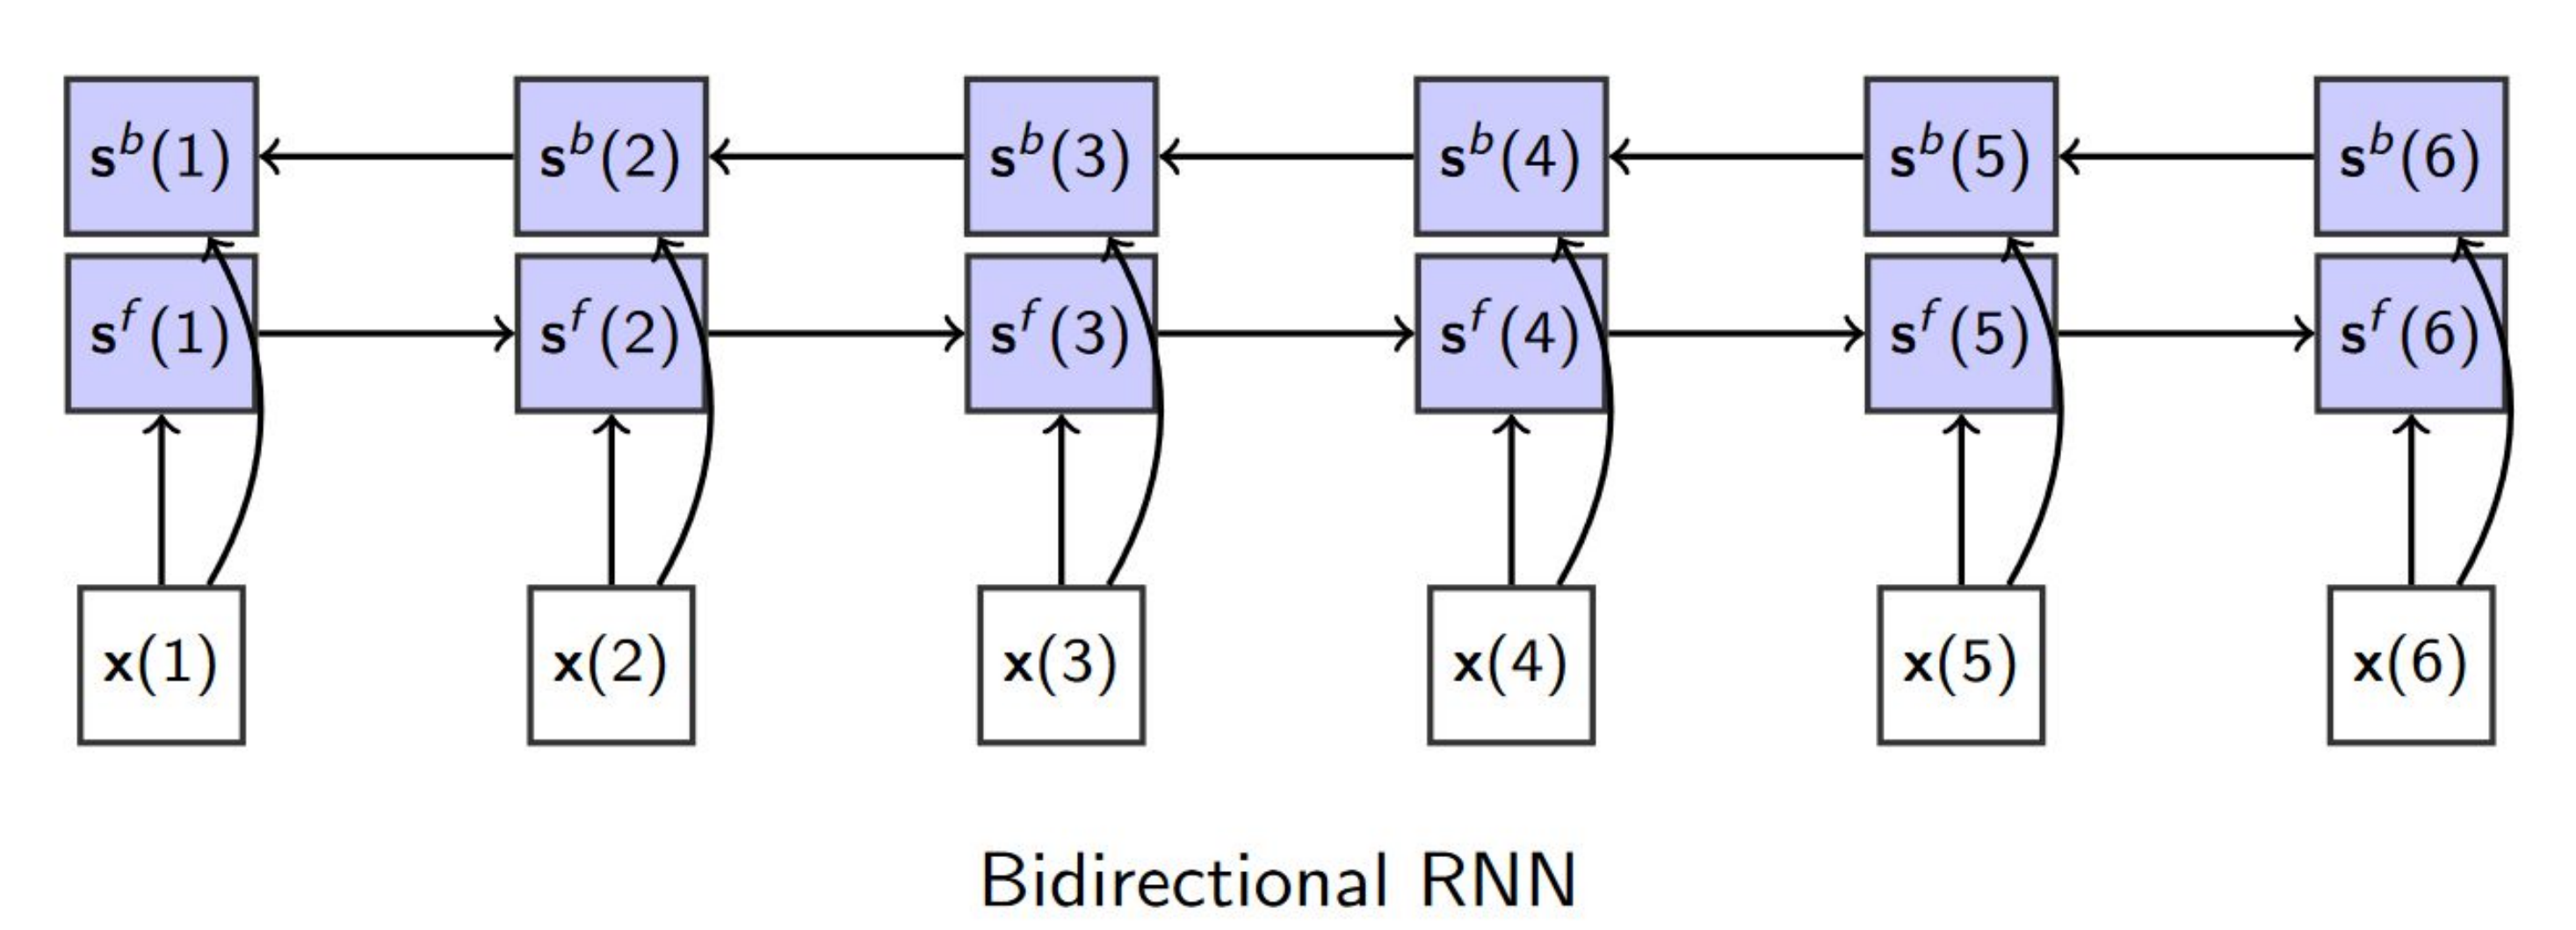 s^b(1) s^b(2) s^b(3) s^b(4) s^b(5) s^b(6)
s^f(1) s^f(2) s^f(3) s^f(4) s^f(5) s^f(6)
x(1) x(2) x(3) x(4) x(5) x(6)
Bidirectional RNN